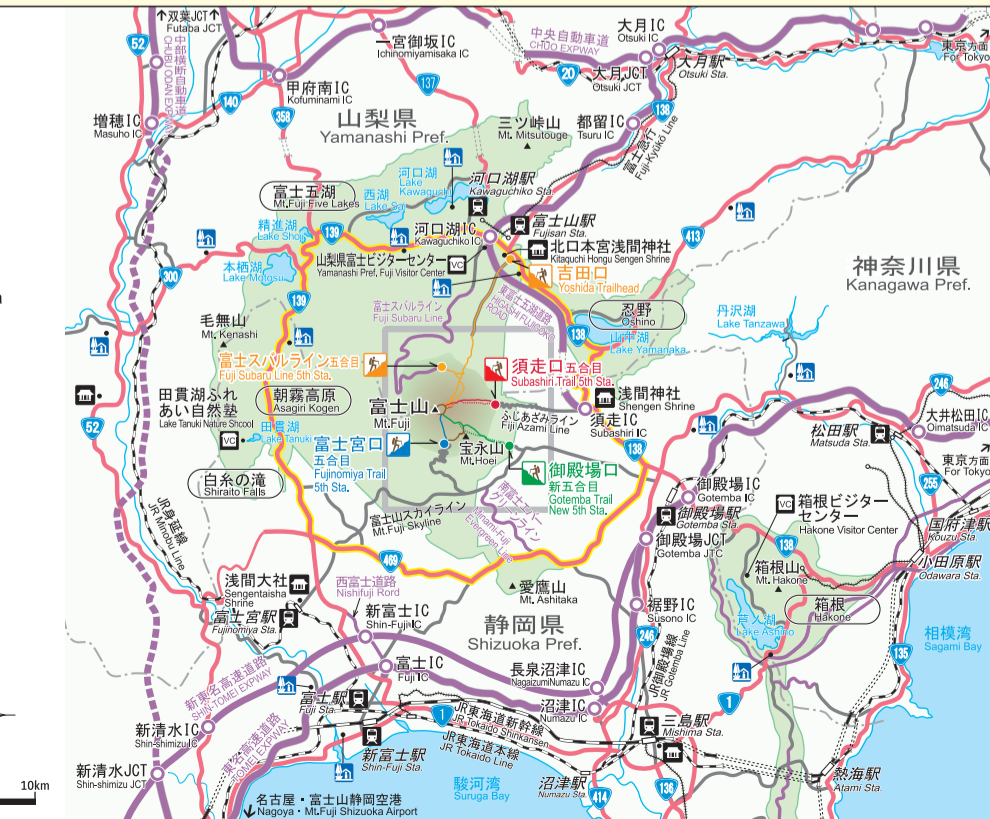 ↑双葉JCT↑
Futaba JCT
52
中部横断自動車道
CHUBU ODAN EXPWAY
一宮御坂IC
Ichinomiyamisaka IC
中央自動車道
CHUO EXPWAY
大月IC
Otsuki IC
大月駅
Otsuki Sta.
東京方面
For Tokyo
甲府南IC
Kofuminami IC
137
20
大月JCT
Otsuki JCT
140
358
138
増穂IC
Masuho IC
山梨県
Yamanashi Pref.
三ツ峠山
Mt. Mitsutouge
都留IC
Tsuru IC
富士急行
Fuji-Kyūkō Line
河口湖
Lake
Kawaguchi
富士五湖
Mt.Fuji Five Lakes
西湖
Lake Sai
河口湖駅
Kawaguchiko Sta.
精進湖
Lake Shoji
139
河口湖IC
Kawaguchiko IC
富士山駅
Fujisan Sta.
413
山梨県富士ビジターセンター
Yamanashi Pref. Fuji Visitor Center
VC
北口本宮浅間神社
Kitaguchi Hongu Sengen Shrine
吉田口
Yoshida Trailhead
300
本栖湖
Lake Motosu
神奈川県
Kanagawa Pref.
139
富士スバルライン
Fuji Subaru Line
東富士五湖道路
HIGASHI FUJIGOKO
ROAD
忍野
Oshino
138
山中湖
Lake Yamanaka
丹沢湖
Lake Tanzawa
毛無山
Mt. Kenashi
富士スバルライン五合目
Fuji Subaru Line 5th Sta.
須走口五合目
Subashiri Trail 5th Sta.
246
田貫湖ふれ
あい自然塾
Lake Tanuki Nature Shcool
朝霧高原
Asagiri Kogen
富士山
Mt.Fuji
ふじあざみライン
Fuji Azami Line
浅間神社
Shengen Shrine
須走IC
Subashiri IC
大井松田IC
Oimatsuda IC
松田駅
Matsuda Sta.
52
VC
田貫湖
Lake Tanuki
富士宮口
五合目
Fujinomiya Trail
5th Sta.
宝永山
Mt.Hoei
138
東京方面
For Tokyo
白糸の滝
Shiraito Falls
御殿場口
新五合目
Gotemba Trail
New 5th Sta.
御殿場IC
Gotemba IC
255
JR身延線
JR Minobu Line
富士山スカイライン
Mt.Fuji Skyline
南富士エバーグリーンライン
Minami-Fuji
Evergreen Line
御殿場駅
Gotemba Sta.
VC
箱根ビジター
センター
Hakone Visitor Center
国府津駅
Kouzu Sta.
御殿場JCT
Gotemba JTC
138
469
小田原駅
Odawara Sta.
箱根山
Mt. Hakone
浅間大社
Sengentaisha
Shrine
西富士道路
Nishifuji Rord
愛鷹山
Mt. Ashitaka
裾野IC
Susono IC
箱根
Hakone
富士宮駅
Fujinomiya Sta.
新富士IC
Shin-Fuji IC
静岡県
Shizuoka Pref.
246
芦ノ湖
Lake Ashino
相模湾
Sagami Bay
JR御殿場線
JR Gotemba Line
135
新東名高速道路
SHIN-TOMEI EXPWAY
富士IC
Fuji IC
長泉沼津IC
NagaizumiNumazu IC
富士駅
Fuji Sta.
1
JR東海道新幹線
JR Tokaido Shinkansen
沼津IC
Numazu IC
1
新清水IC
Shin-shimizu IC
東名高速道路
TOMEI EXPWAY
JR東海道本線
JR Tokaido Line
三島駅
Mishima Sta.
新富士駅
Shin-Fuji Sta.
新清水JCT
Shin-shimizu JCT
10km
駿河湾
Suruga Bay
沼津駅
Numazu Sta.
414
136
熱海駅
Atami Sta.
名古屋・富士山静岡空港
Nagoya・Mt.Fuji Shizuoka Airport